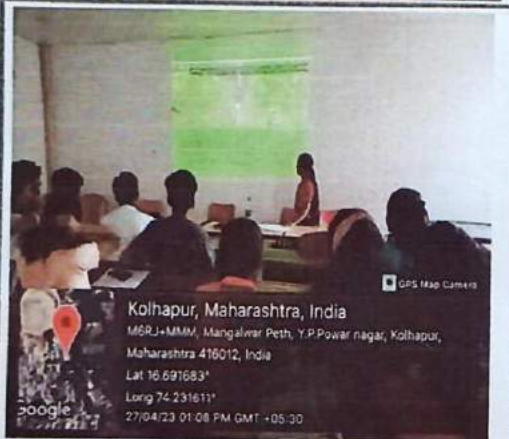 GPS Map Camera
Kolhapur, Maharashtra, India
M6RJ+MMM, Mangalwar Peth, Y.P.Powar nagar, Kolhapur,
Maharashtra 416012, India
Lat 16.691683°
Long 74.231611°
27/04/23 01:08 PM GMT +05:30
Google